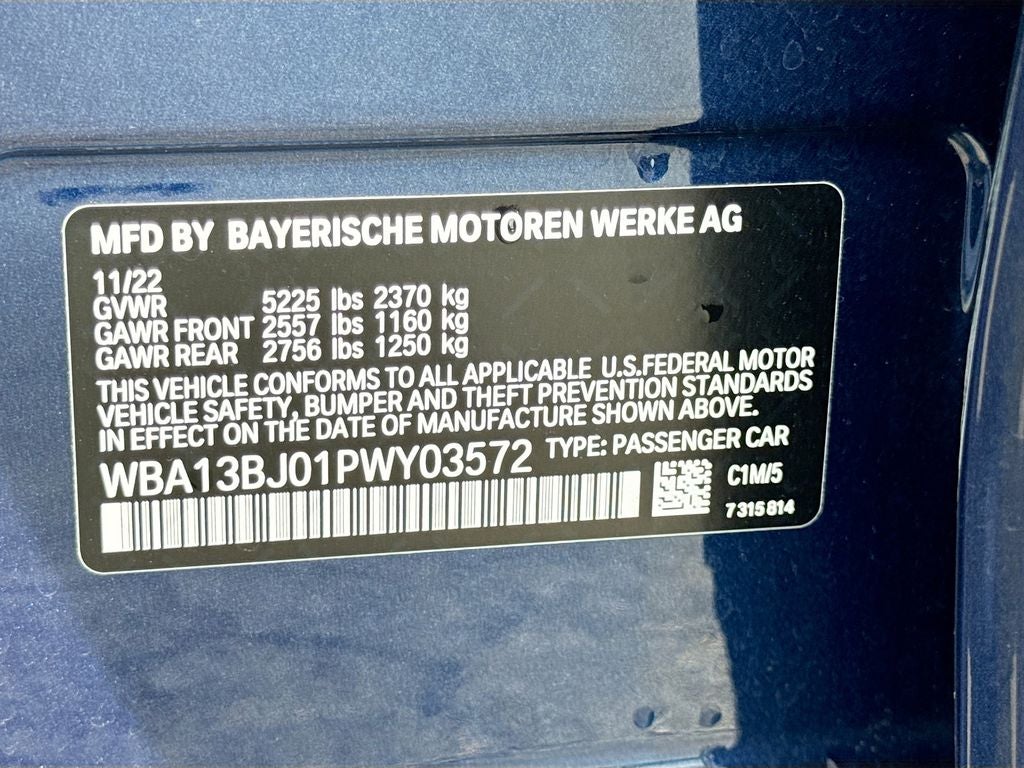 MFD BY BAYERISCHE MOTOREN WERKE AG
11/22
GVWR 5225 lbs 2370 kg
GAWR FRONT 2557 lbs 1160 kg
GAWR REAR 2756 lbs 1250 kg
THIS VEHICLE CONFORMS TO ALL APPLICABLE U.S.FEDERAL MOTOR
VEHICLE SAFETY, BUMPER AND THEFT PREVENTION STANDARDS
IN EFFECT ON THE DATE OF MANUFACTURE SHOWN ABOVE.
WBA13BJ01PWY03572 TYPE: PASSENGER CAR
C1M/5
7315814